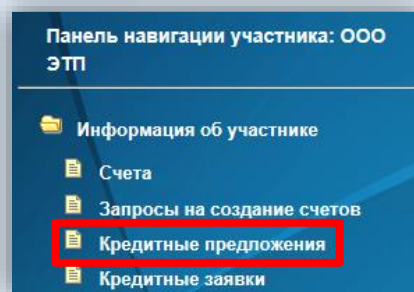 Панель навигации участника: ООО
ЭТП
Информация об участнике
Счета
Запросы на создание счетов
Кредитные предложения
Кредитные заявки